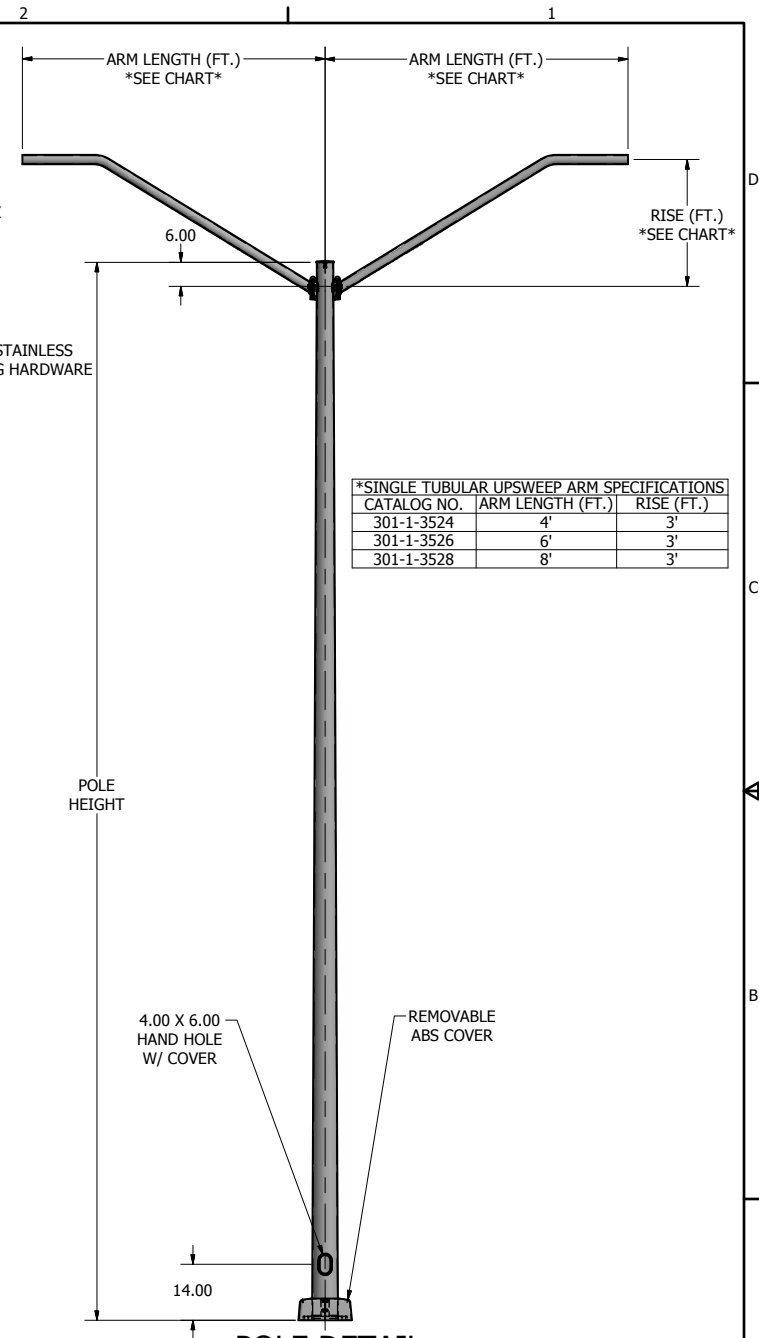 2 1
ARM LENGTH (FT.)
*SEE CHART*
ARM LENGTH (FT.)
*SEE CHART*
D
RISE (FT.)
*SEE CHART*
6.00
STAINLESS
HARDWARE
*SINGLE TUBULAR UPSWEEP ARM SPECIFICATIONS
CATALOG NO. ARM LENGTH (FT.) RISE (FT.)
301-1-3524 4' 3'
301-1-3526 6' 3'
301-1-3528 8' 3'
C
POLE
HEIGHT
B
4.00 X 6.00
HAND HOLE
W/ COVER
REMOVABLE
ABS COVER
14.00
POLE DETAIL